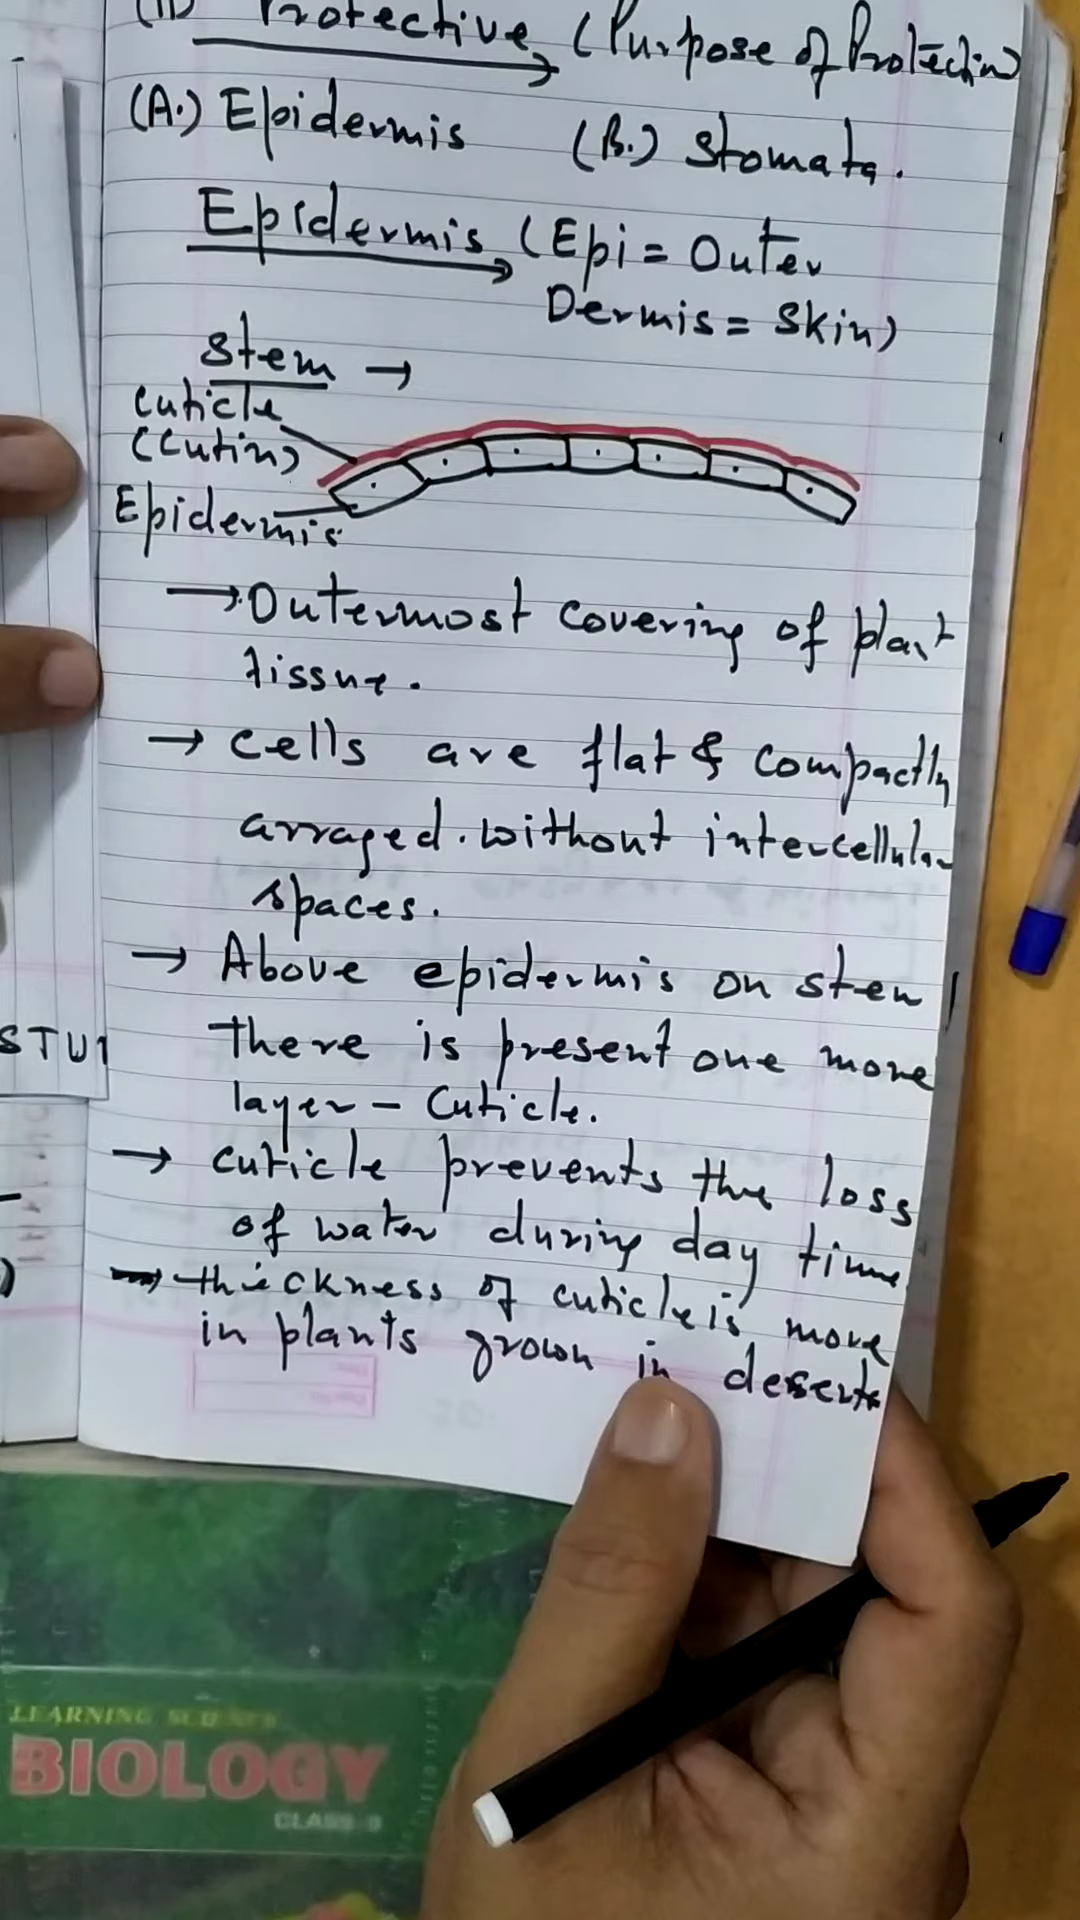 Protective (Purpose of Protectin
(A.) Epidermis (B.) Stomata.
Epidermis (Epi = Outer
Dermis = Skin)
Stem →
Cuticle
(Cutin)
Epidermis
→ Outermost covering of plant
tissue.
→ Cells are flat & compactly
arraged. without intercellular
spaces.
→ Above epidermis on stem
there is present one more
layer - Cuticle.
→ cuticle prevents the loss
of water during day time
→ thickness of cuticle is more
in plants grown in deserts
STU
LEARNING SCIENCE
BIOLOGY
CLASS-9